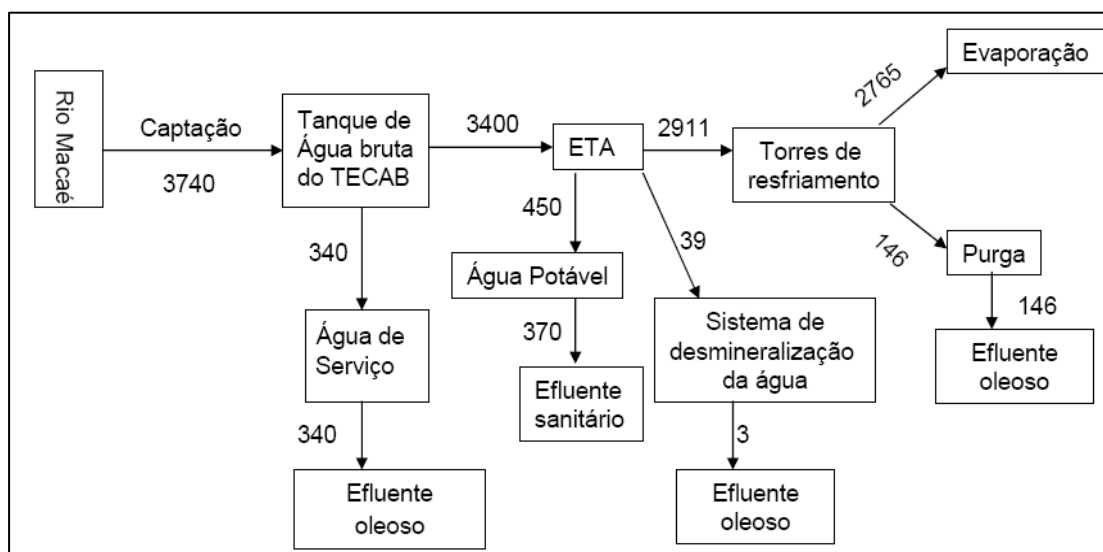 Rio Macaé
Captação
3740
Tanque de
Água bruta
do TECAB
3400
ETA
2911
Torres de
resfriamento
2765
Evaporação
146
Purga
146
Efluente
oleoso
340
Água de
Serviço
340
Efluente
oleoso
450
Água Potável
370
Efluente
sanitário
39
Sistema de
desmineralização
da água
3
Efluente
oleoso